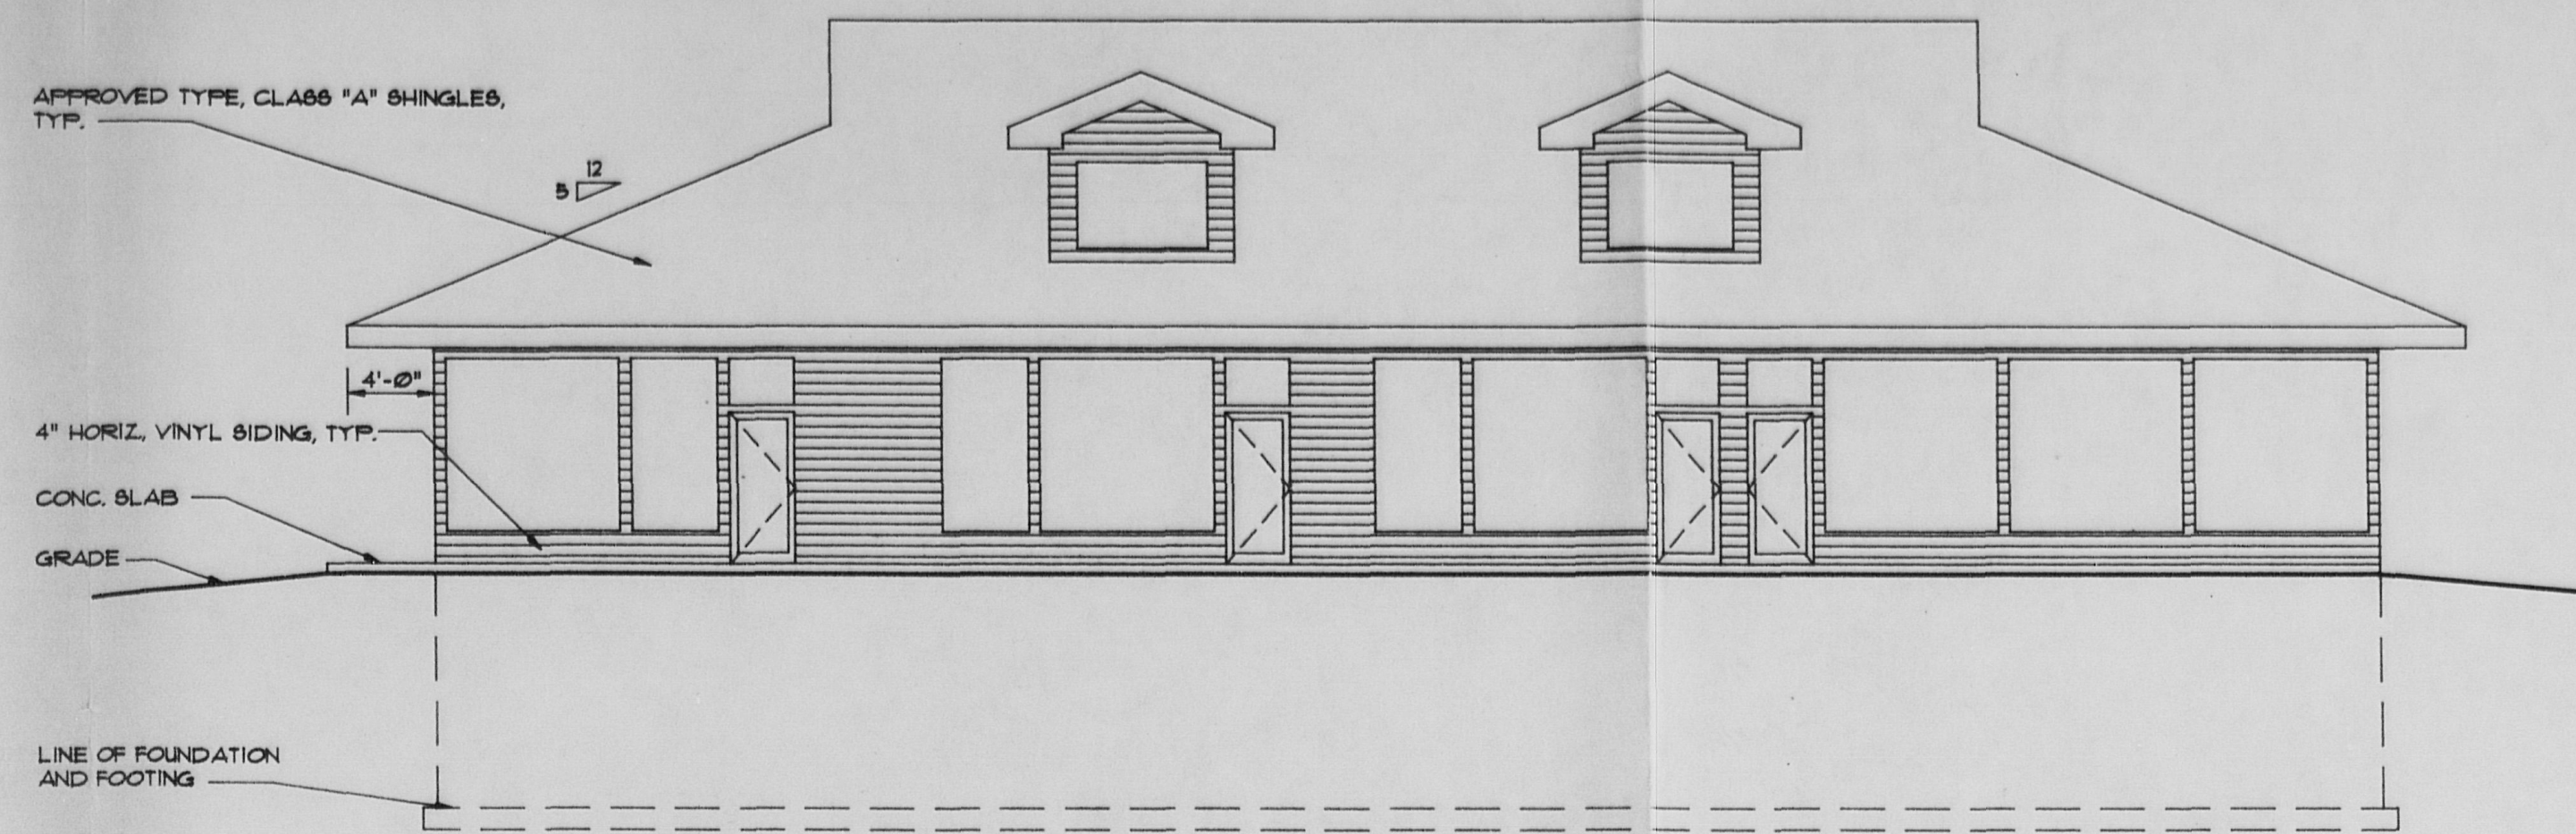 APPROVED TYPE, CLASS "A" SHINGLES,
TYP.
12
5
4'-0"
4" HORIZ, VINYL SIDING, TYP.
CONC. SLAB
GRADE
LINE OF FOUNDATION
AND FOOTING